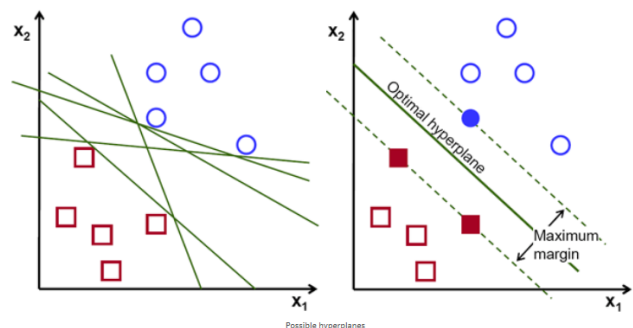 x2
x1
x2
Optimal hyperplane
Maximum
margin
x1
Possible hyperplanes